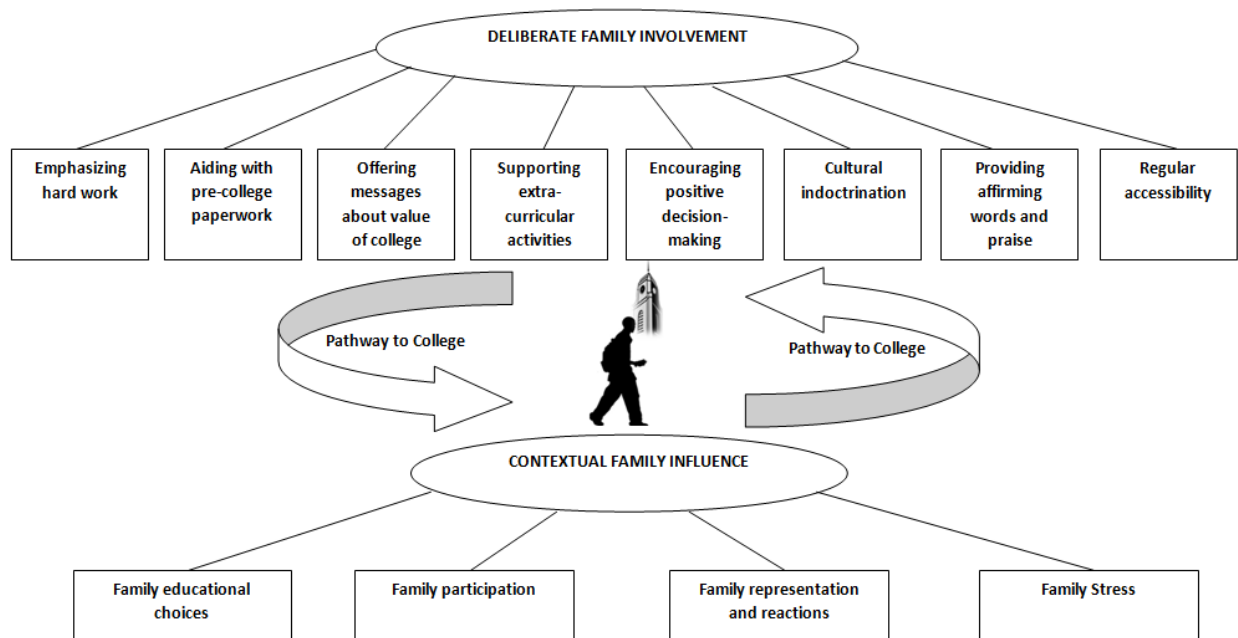 DELIBERATE FAMILY INVOLVEMENT
Emphasizing
hard work
Aiding with
pre-college
paperwork
Offering
messages
about value
of college
Supporting
extra-
curricular
activities
Encouraging
positive
decision-
making
Cultural
indoctrination
Providing
affirming
words and
praise
Regular
accessibility
Pathway to College
Pathway to College
CONTEXTUAL FAMILY INFLUENCE
Family educational
choices
Family participation
Family representation
and reactions
Family Stress